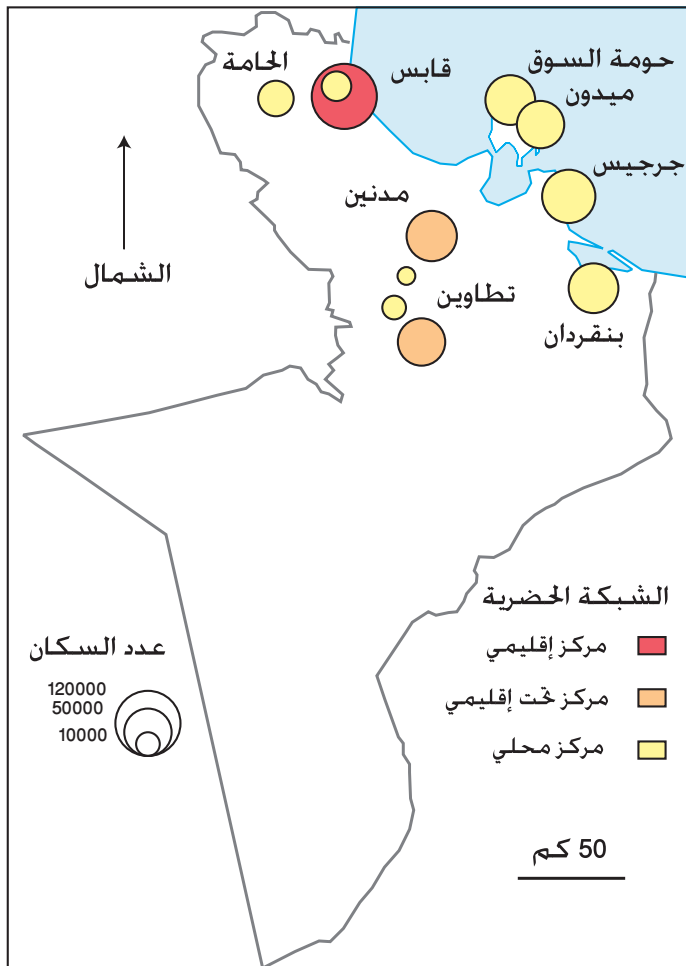 حومة السوق
ميدون
قابس
الحامة
جرجيس
مدنين
الشمال
تطاوين
بنقردان
الشبكة الحضرية
مركز إقليمي
مركز تحت إقليمي
مركز محلي
عدد السكان
120000
50000
10000
50 كم